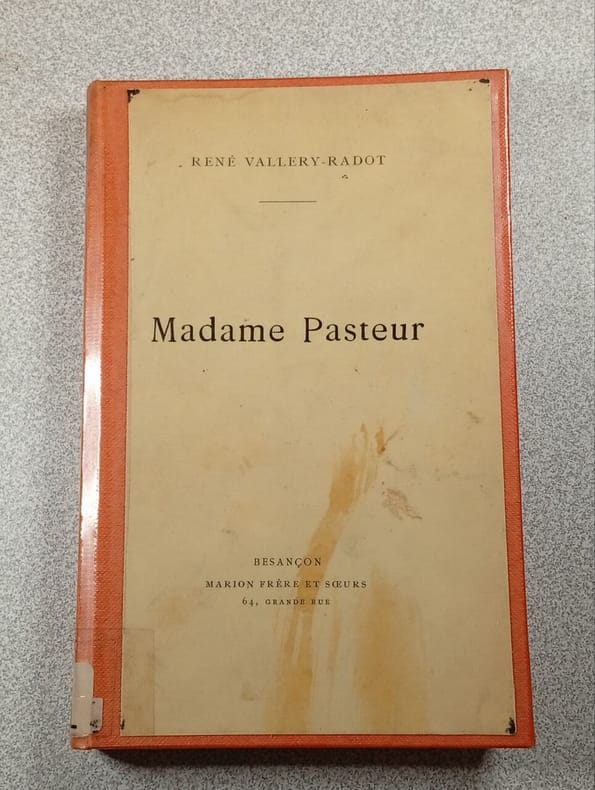 RENÉ VALLERY-RADOT
Madame Pasteur
BESANÇON
MARION FRÈRE ET SŒURS
64, GRANDE RUE